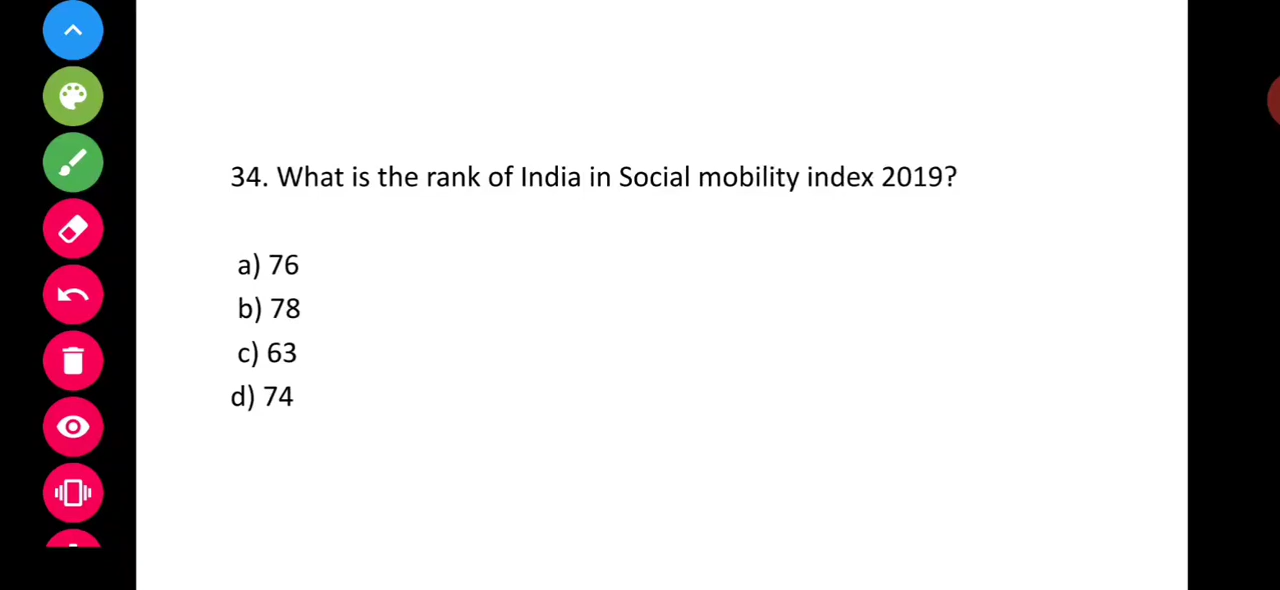 34. What is the rank of India in Social mobility index 2019?
a) 76
b) 78
c) 63
d) 74